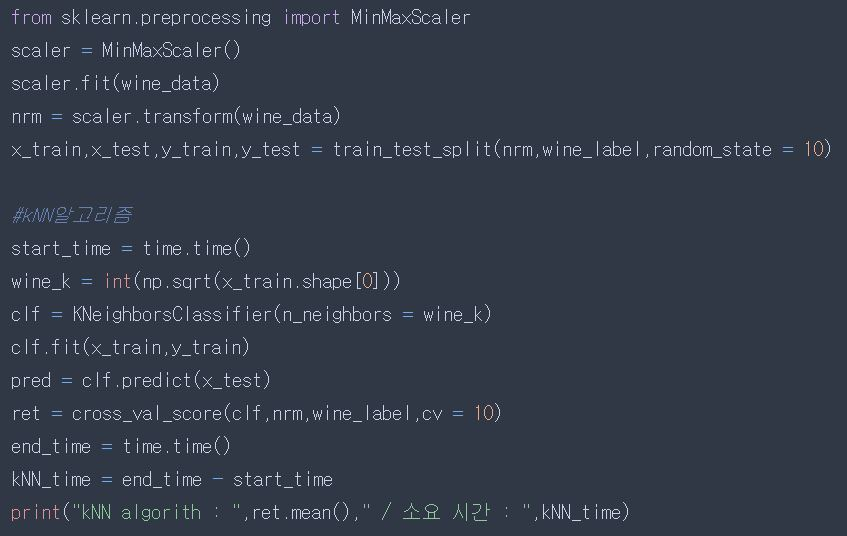 from sklearn.preprocessing import MinMaxScaler
scaler = MinMaxScaler()
scaler.fit(wine_data)
nrm = scaler.transform(wine_data)
x_train,x_test,y_train,y_test = train_test_split(nrm,wine_label,random_state = 10)
#kNN알고리즘
start_time = time.time()
wine_k = int(np.sqrt(x_train.shape[0]))
clf = KNeighborsClassifier(n_neighbors = wine_k)
clf.fit(x_train,y_train)
pred = clf.predict(x_test)
ret = cross_val_score(clf,nrm,wine_label,cv = 10)
end_time = time.time()
kNN_time = end_time - start_time
print("kNN algorith : ",ret.mean()," / 소요 시간 : ",kNN_time)